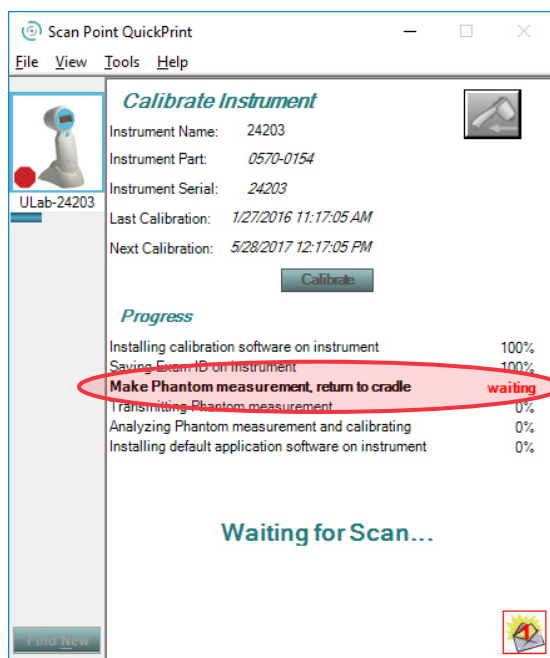 Scan Point QuickPrint
File View Tools Help
Calibrate Instrument
Instrument Name: 24203
Instrument Part: 0570-0154
Instrument Serial: 24203
ULab-24203
Last Calibration: 1/27/2016 11:17:05 AM
Next Calibration: 5/28/2017 12:17:05 PM
Calibrate
Progress
Installing calibration software on instrument 100%
Saving Exam ID on instrument 100%
Make Phantom measurement, return to cradle waiting
Transmitting Phantom measurement 0%
Analyzing Phantom measurement and calibrating 0%
Installing default application software on instrument 0%
Waiting for Scan...
Find New
1